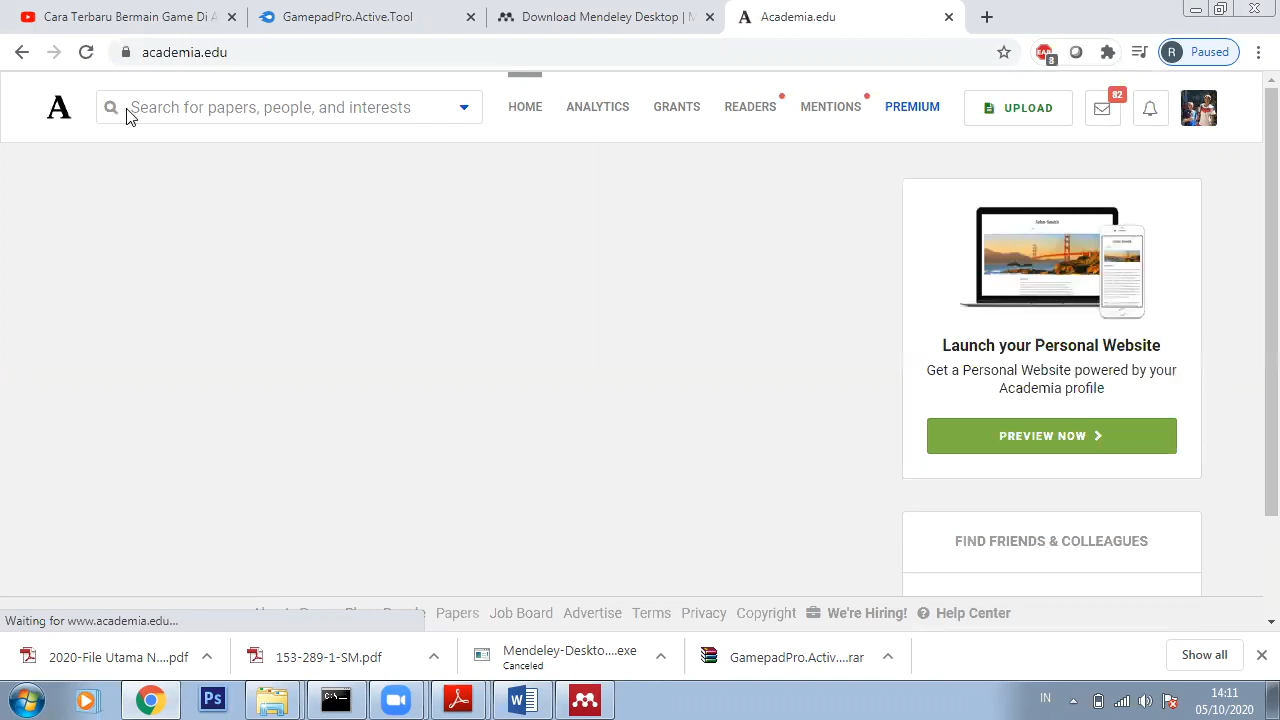 Cara Terbaru Bermain Game Di A
GamepadPro.Active.Tool
Download Mendeley Desktop | M
Academia.edu
academia.edu
3
R Paused
A
Search for papers, people, and interests
HOME
ANALYTICS
GRANTS
READERS
MENTIONS
PREMIUM
UPLOAD
82
Launch your Personal Website
Get a Personal Website powered by your
Academia profile
PREVIEW NOW
FIND FRIENDS & COLLEAGUES
Papers
Job Board
Advertise
Terms
Privacy
Copyright
We're Hiring!
Help Center
Waiting for www.academia.edu...
2020-File Utama N....pdf
153-289-1-SM.pdf
Mendeley-Deskto....exe
Canceled
GamepadPro.Activ....rar
Show all
Ps
IN
14:11
05/10/2020